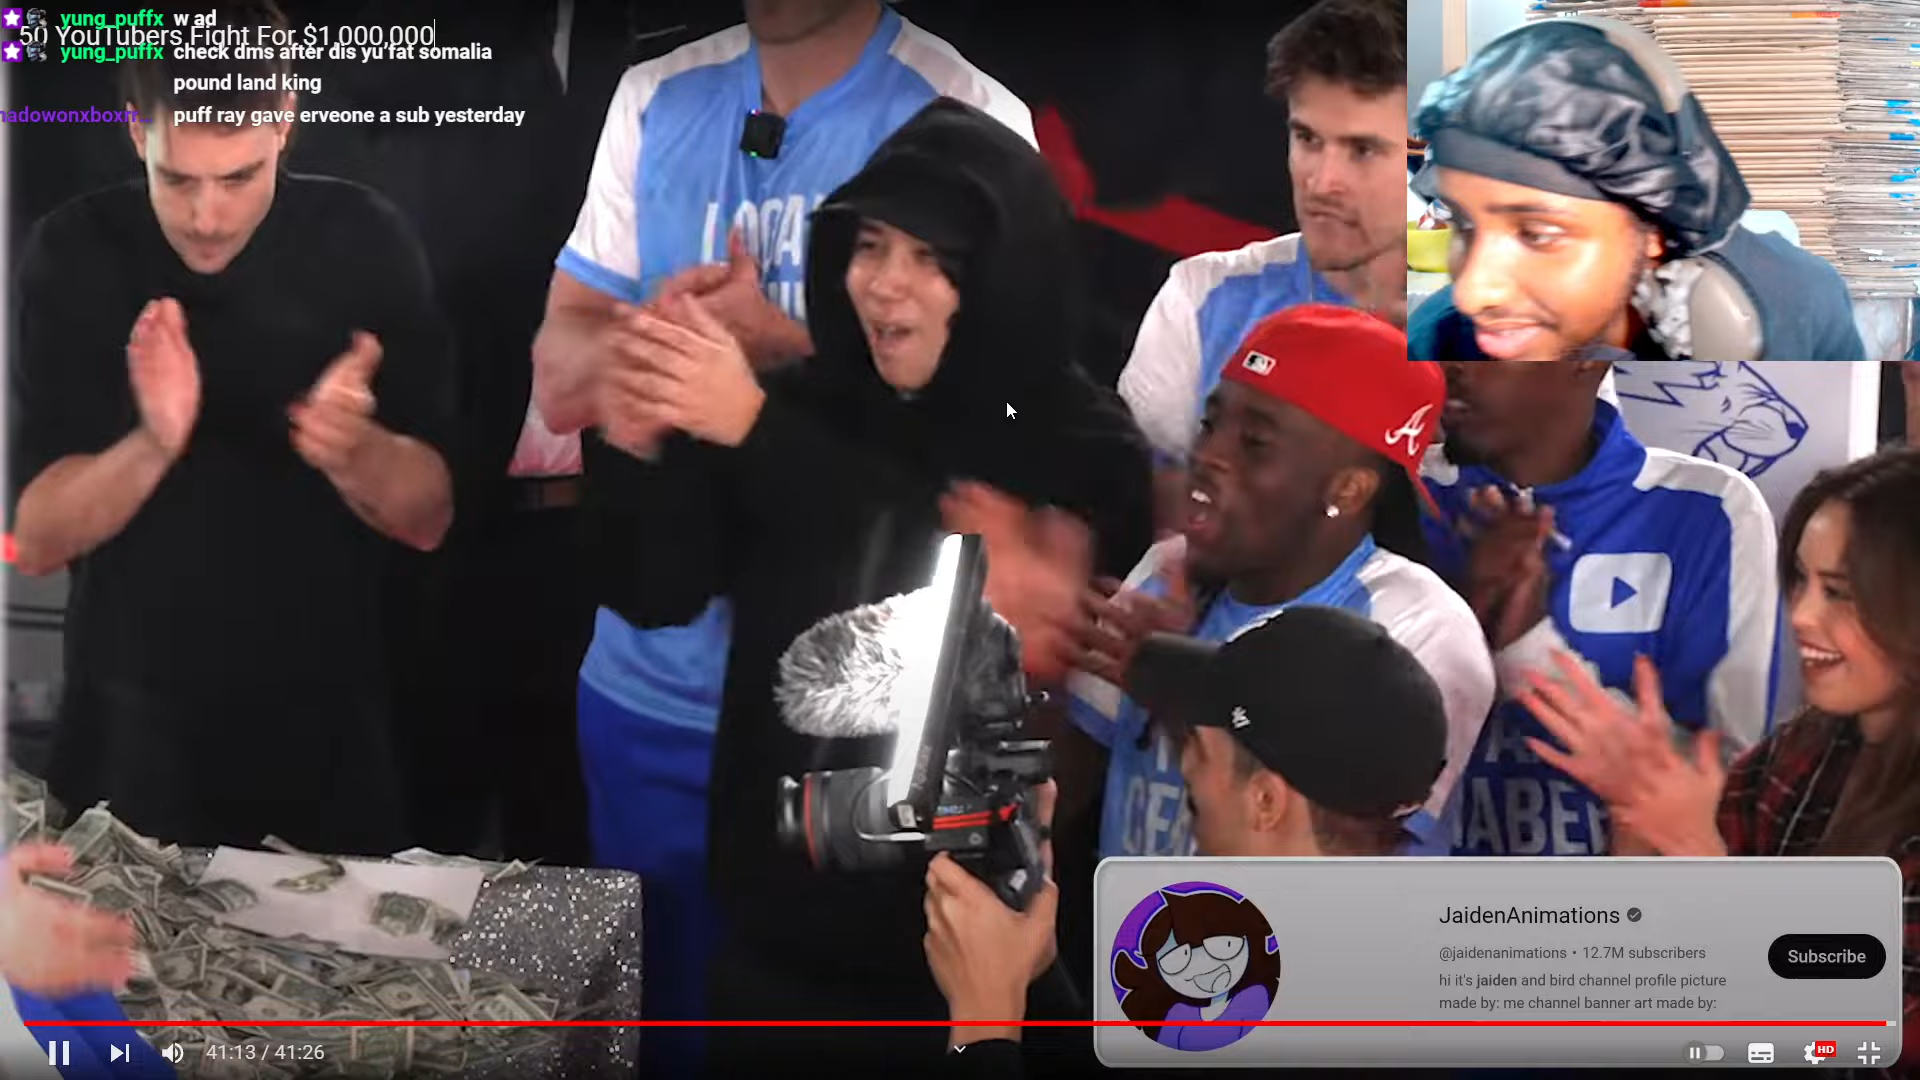 yung_puffx w ad
50 YouTubers Fight For $1,000,000
yung_puffx check dms after dis yu'fat somalia
pound land king
puff ray gave erveone a sub yesterday
A
JaidenAnimations
@jaidenanimations • 12.7M subscribers
Subscribe
hi it's jaiden and bird channel profile picture
made by: me channel banner art made by:
41:13 / 41:26
HD